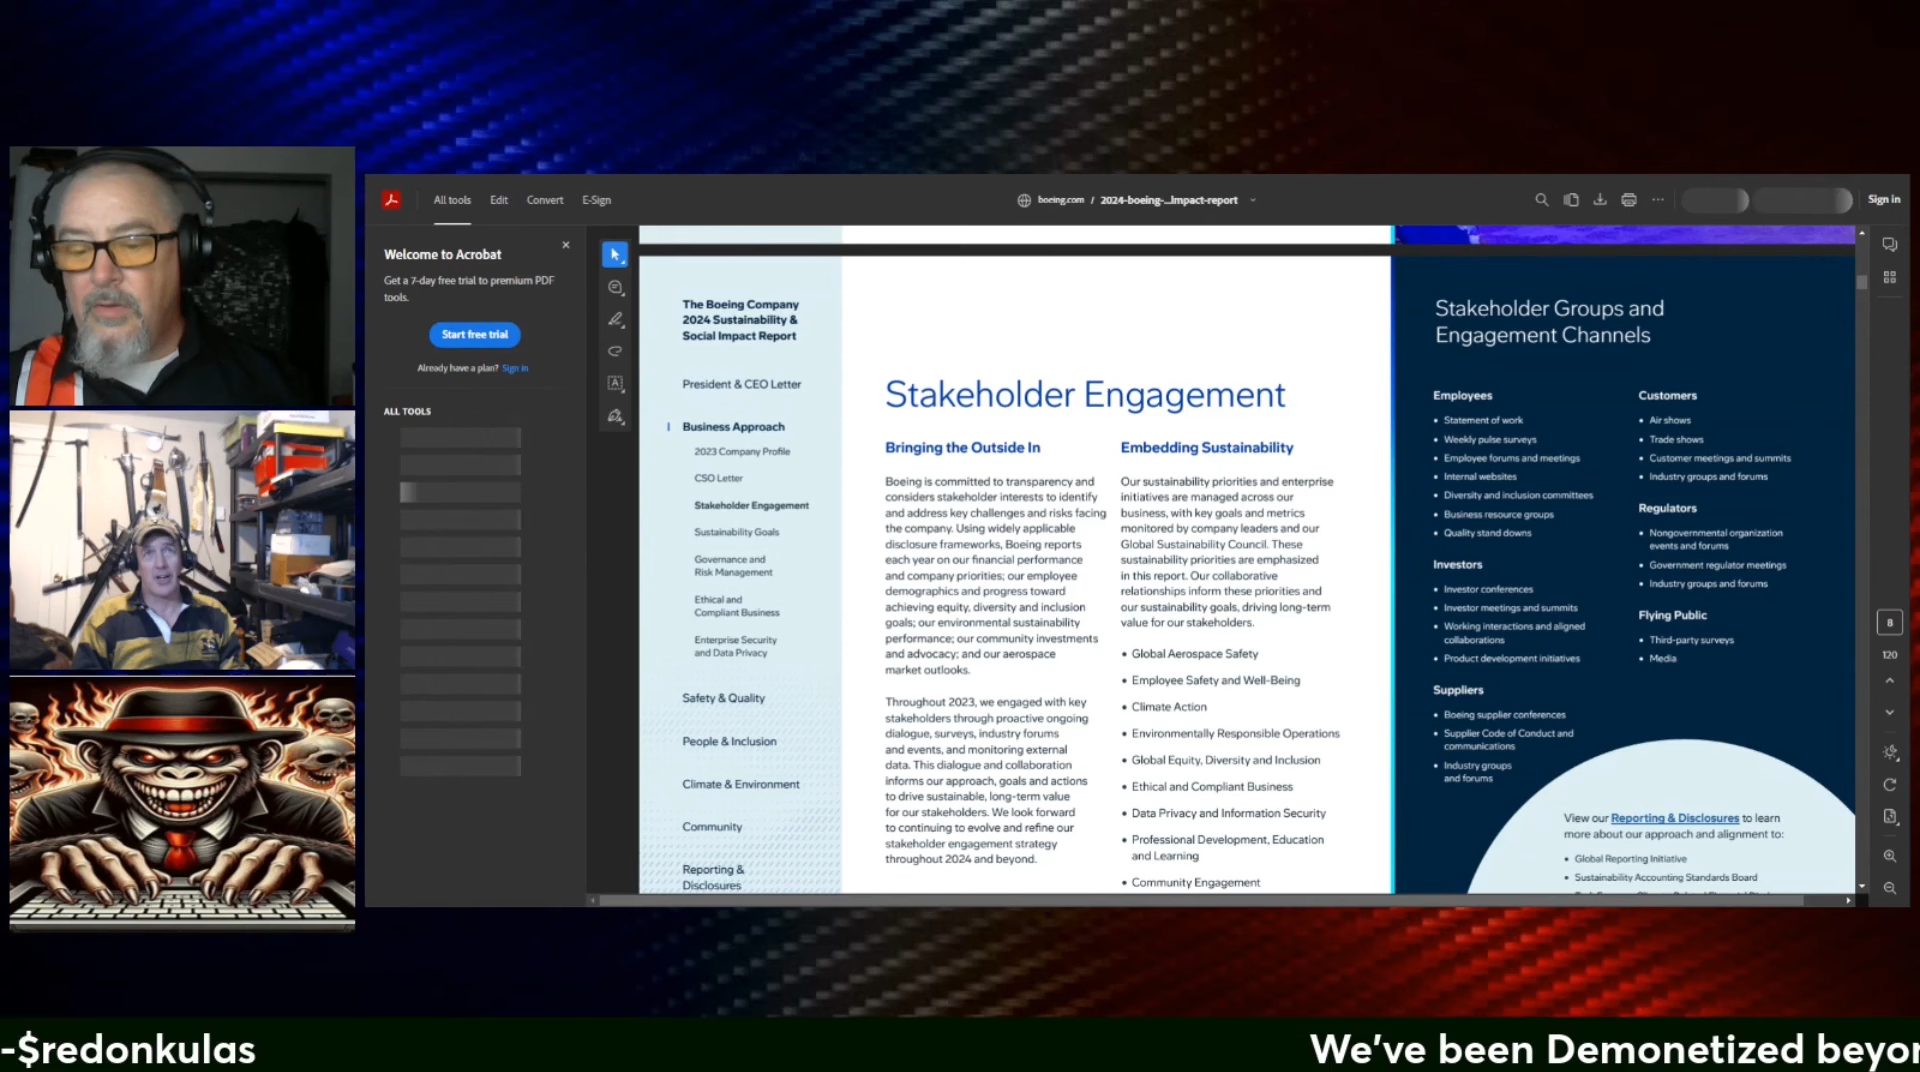 All tools
Edit
Convert
E-Sign
boeing.com / 2024-boeing-...Impact-report
Sign in
Welcome to Acrobat
Get a 7-day free trial to premium PDF
tools.
Start free trial
Already have a plan? Sign in
ALL TOOLS
The Boeing Company
2024 Sustainability &
Social Impact Report
President & CEO Letter
Business Approach
2023 Company Profile
CSO Letter
Stakeholder Engagement
Sustainability Goals
Governance and
Risk Management
Ethical and
Compliant Business
Enterprise Security
and Data Privacy
Safety & Quality
People & Inclusion
Climate & Environment
Community
Reporting &
Disclosures
Stakeholder Engagement
Bringing the Outside In
Boeing is committed to transparency and
considers stakeholder interests to identify
and address key challenges and risks facing
the company. Using widely applicable
disclosure frameworks, Boeing reports
each year on our financial performance
and company priorities; our employee
demographics and progress toward
achieving equity, diversity and inclusion
goals; our environmental sustainability
performance; our community investments
and advocacy; and our aerospace
market outlooks.
Throughout 2023, we engaged with key
stakeholders through proactive ongoing
dialogue, surveys, industry forums
and events, and monitoring external
data. This dialogue and collaboration
informs our approach, goals and actions
to drive sustainable, long-term value
for our stakeholders. We look forward
to continuing to evolve and refine our
stakeholder engagement strategy
throughout 2024 and beyond.
Embedding Sustainability
Our sustainability priorities and enterprise
initiatives are managed across our
business, with key goals and metrics
monitored by company leaders and our
Global Sustainability Council. These
sustainability priorities are emphasized
in this report. Our collaborative
relationships inform these priorities and
our sustainability goals, driving long-term
value for our stakeholders.
• Global Aerospace Safety
• Employee Safety and Well-Being
• Climate Action
• Environmentally Responsible Operations
• Global Equity, Diversity and Inclusion
• Ethical and Compliant Business
• Data Privacy and Information Security
• Professional Development, Education
and Learning
• Community Engagement
Stakeholder Groups and
Engagement Channels
Employees
• Statement of work
• Weekly pulse surveys
• Employee forums and meetings
• Internal websites
• Diversity and inclusion committees
• Business resource groups
• Quality stand downs
Investors
• Investor conferences
• Investor meetings and summits
• Working interactions and aligned
collaborations
• Product development initiatives
Suppliers
• Boeing supplier conferences
• Supplier Code of Conduct and
communications
• Industry groups
and forums
Customers
• Air shows
• Trade shows
• Customer meetings and summits
• Industry groups and forums
Regulators
• Nongovernmental organization
events and forums
• Government regulator meetings
• Industry groups and forums
Flying Public
• Third-party surveys
• Media
View our Reporting & Disclosures to learn
more about our approach and alignment to:
• Global Reporting Initiative
• Sustainability Accounting Standards Board
8
120
-$redonkulas
We've been Demonetized beyon